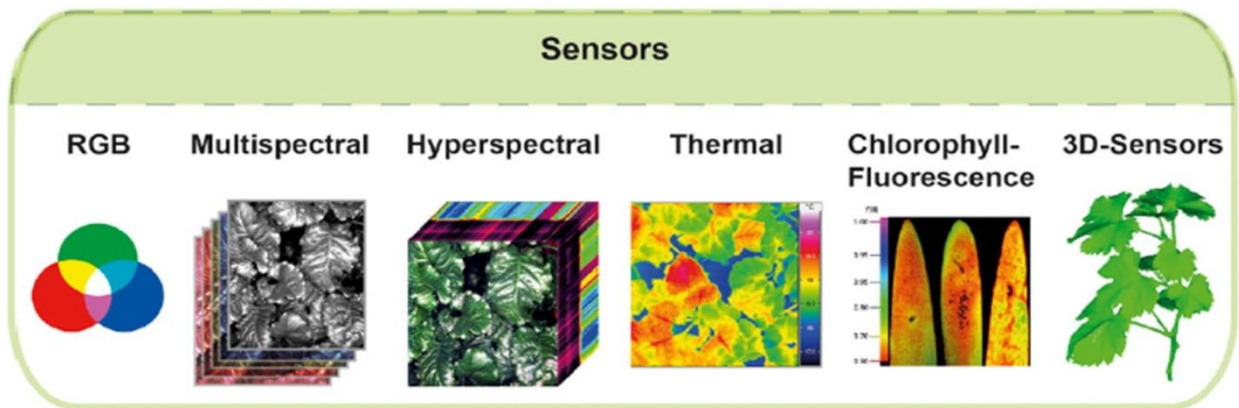 Sensors
RGB
Multispectral
Hyperspectral
Thermal
Chlorophyll-
Fluorescence
3D-Sensors
°C